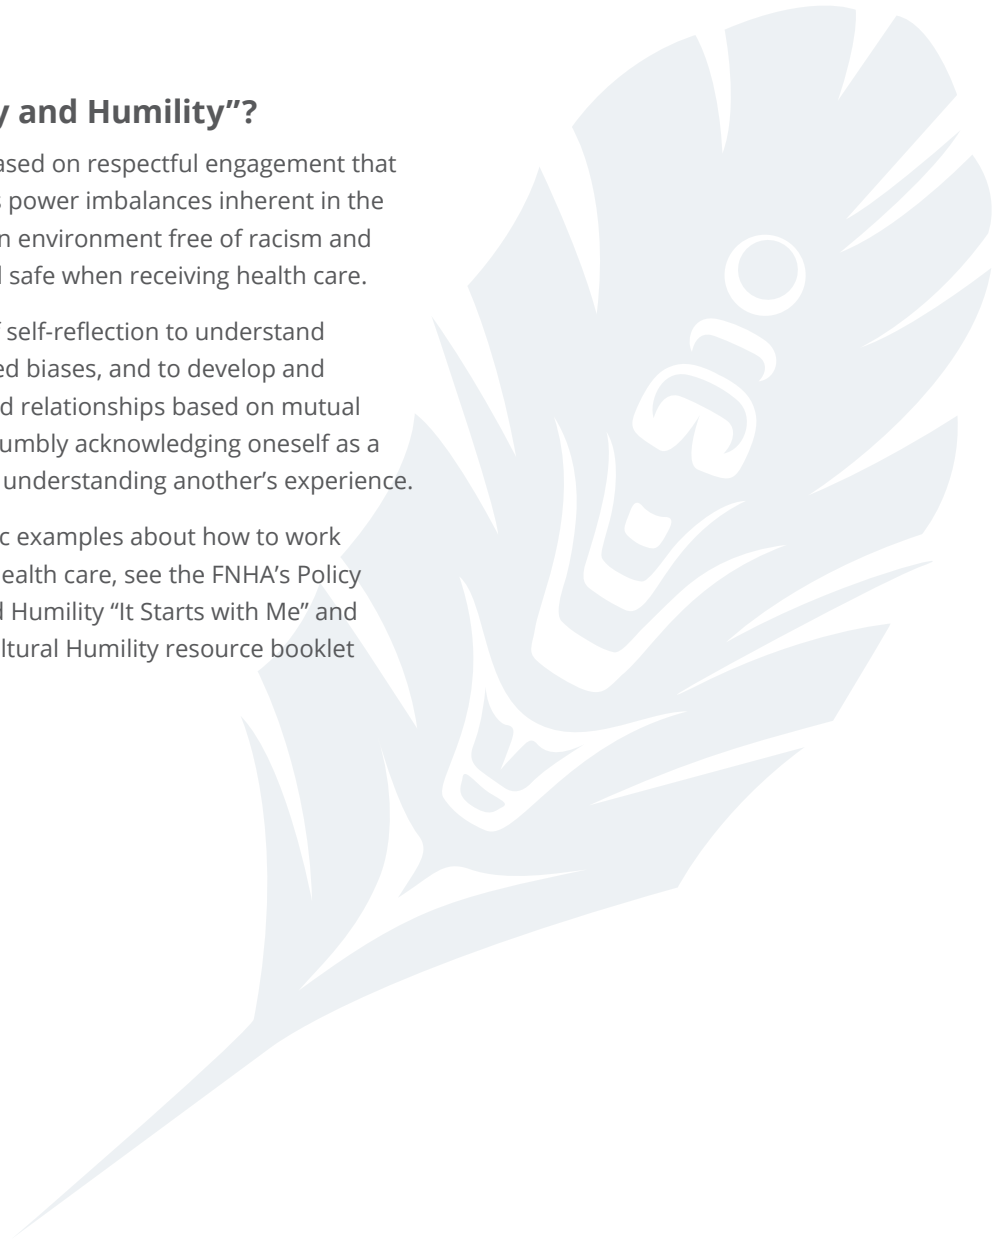 y and Humility”?
ased on respectful engagement that
s power imbalances inherent in the
n environment free of racism and
l safe when receiving health care.
f self-reflection to understand
ed biases, and to develop and
d relationships based on mutual
umbly acknowledging oneself as a
understanding another’s experience.
c examples about how to work
ealth care, see the FNHA’s Policy
d Humility “It Starts with Me” and
ltural Humility resource booklet